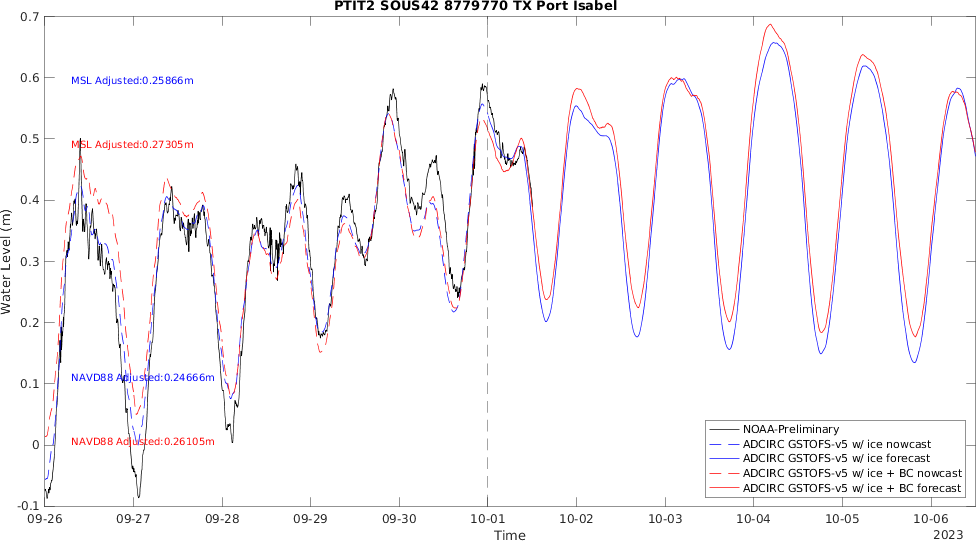 PTIT2 SOUS42 8779770 TX Port Isabel
0.7
0.6
0.5
0.4
0.3
0.2
0.1
0
-0.1
Water Level (m)
MSL Adjusted:0.25866m
MSL Adjusted:0.27305m
NAVD88 Adjusted:0.24666m
NAVD88 Adjusted:0.26105m
NOAA-Preliminary
ADCIRC GSTOFS-v5 w/ ice nowcast
ADCIRC GSTOFS-v5 w/ ice forecast
ADCIRC GSTOFS-v5 w/ ice + BC nowcast
ADCIRC GSTOFS-v5 w/ ice + BC forecast
09-26 09-27 09-28 09-29 09-30 10-01 10-02 10-03 10-04 10-05 10-06
Time
2023